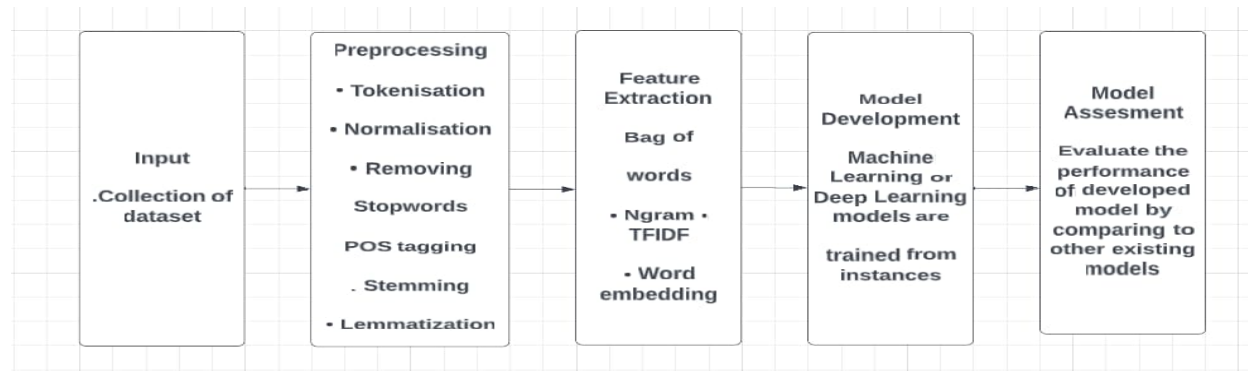 Input
.Collection of
dataset
Preprocessing
• Tokenisation
• Normalisation
• Removing
Stopwords
POS tagging
. Stemming
• Lemmatization
Feature
Extraction
Bag of
words
• Ngram •
TFIDF
• Word
embedding
Model
Development
Machine
Learning or
Deep Learning
models are
trained from
instances
Model
Assesment
Evaluate the
performance
of developed
model by
comparing to
other existing
models